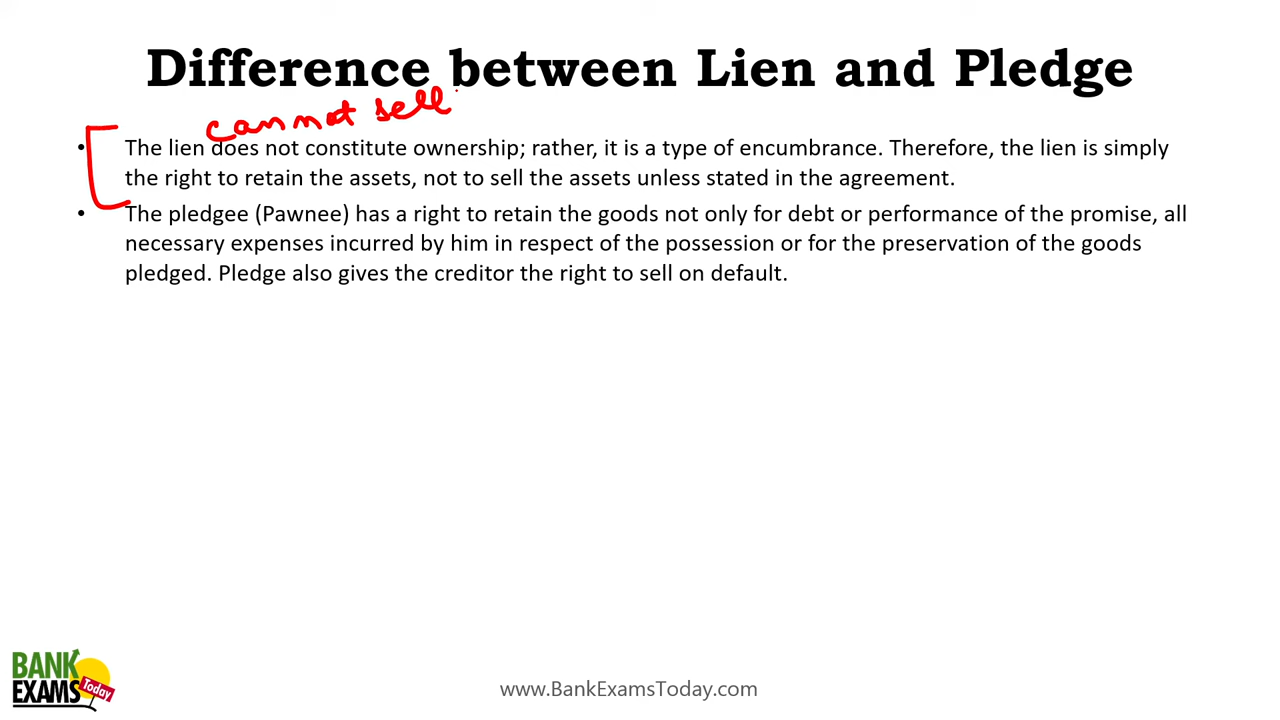 Difference between Lien and Pledge
cannot sell
• The lien does not constitute ownership; rather, it is a type of encumbrance. Therefore, the lien is simply
the right to retain the assets, not to sell the assets unless stated in the agreement.
• The pledgee (Pawnee) has a right to retain the goods not only for debt or performance of the promise, all
necessary expenses incurred by him in respect of the possession or for the preservation of the goods
pledged. Pledge also gives the creditor the right to sell on default.
BANK
EXAMS Today
www.BankExamsToday.com